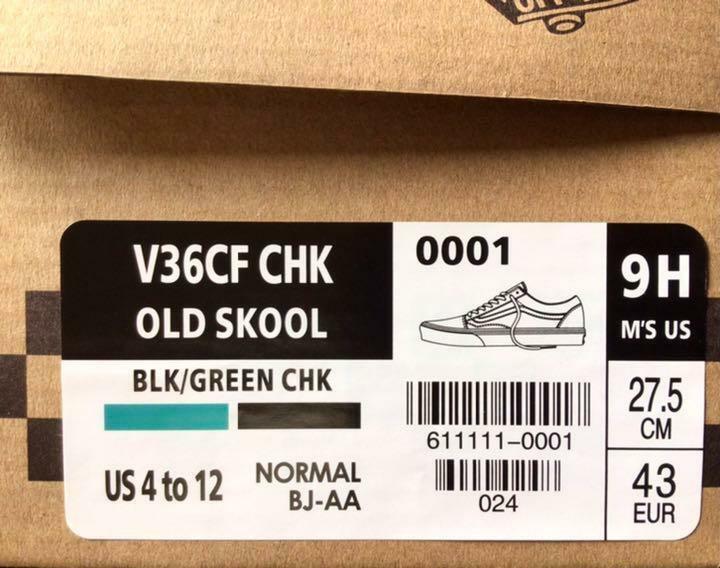 V36CF CHK
OLD SKOOL
BLK/GREEN CHK
US 4 to 12
NORMAL
BJ-AA
0001
611111-0001
024
9H
M'S US
27.5
CM
43
EUR